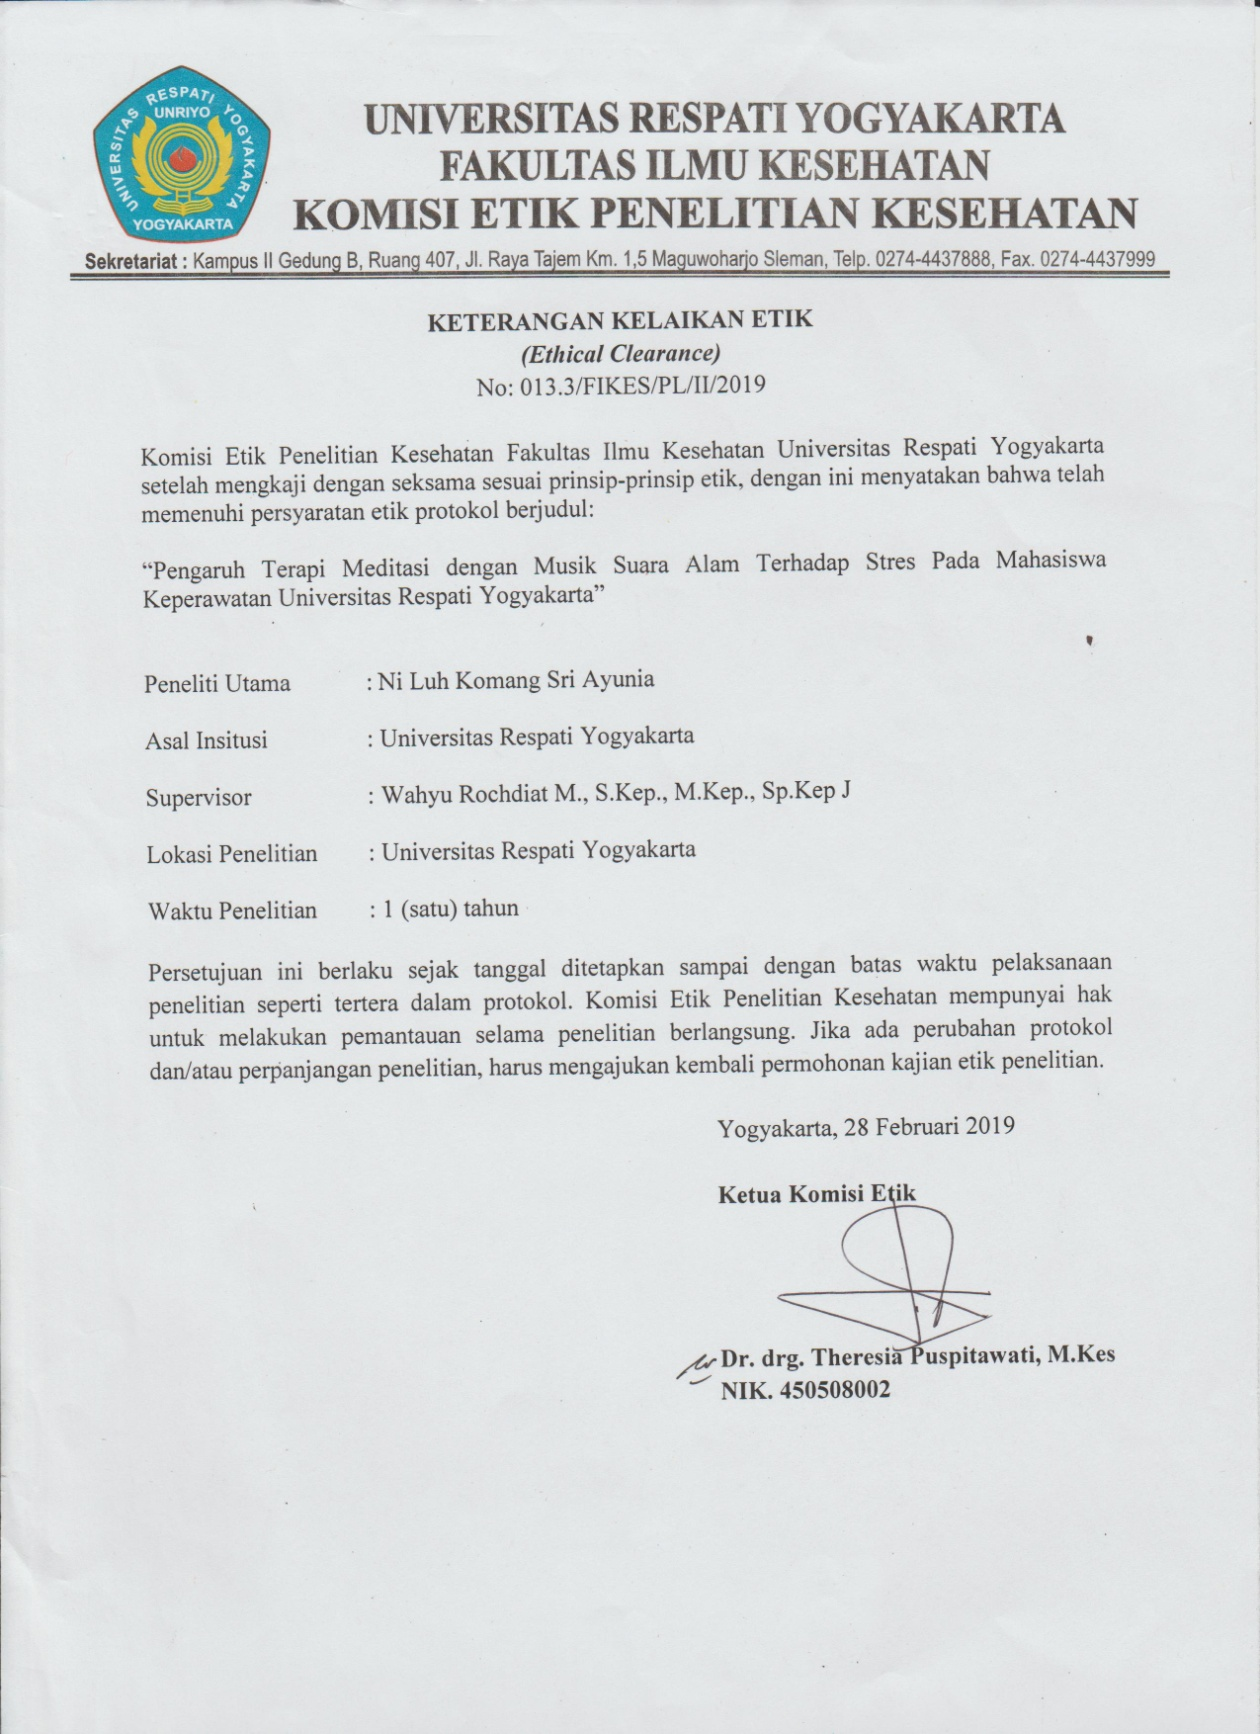 UNIVERSITAS RESPATI YOGYAKARTA
UNRIYO
YOGYAKARTA
UNIVERSITAS RESPATI YOGYAKARTA
FAKULTAS ILMU KESEHATAN
KOMISI ETIK PENELITIAN KESEHATAN
Sekretariat : Kampus II Gedung B, Ruang 407, Jl. Raya Tajem Km. 1,5 Maguwoharjo Sleman, Telp. 0274-4437888, Fax. 0274-4437999
KETERANGAN KELAIKAN ETIK
(Ethical Clearance)
No: 013.3/FIKES/PL/II/2019
Komisi Etik Penelitian Kesehatan Fakultas Ilmu Kesehatan Universitas Respati Yogyakarta
setelah mengkaji dengan seksama sesuai prinsip-prinsip etik, dengan ini menyatakan bahwa telah
memenuhi persyaratan etik protokol berjudul:
“Pengaruh Terapi Meditasi dengan Musik Suara Alam Terhadap Stres Pada Mahasiswa
Keperawatan Universitas Respati Yogyakarta”
Peneliti Utama : Ni Luh Komang Sri Ayunia
Asal Insitusi : Universitas Respati Yogyakarta
Supervisor : Wahyu Rochdiat M., S.Kep., M.Kep., Sp.Kep J
Lokasi Penelitian : Universitas Respati Yogyakarta
Waktu Penelitian : 1 (satu) tahun
Persetujuan ini berlaku sejak tanggal ditetapkan sampai dengan batas waktu pelaksanaan
penelitian seperti tertera dalam protokol. Komisi Etik Penelitian Kesehatan mempunyai hak
untuk melakukan pemantauan selama penelitian berlangsung. Jika ada perubahan protokol
dan/atau perpanjangan penelitian, harus mengajukan kembali permohonan kajian etik penelitian.
Yogyakarta, 28 Februari 2019
Ketua Komisi Etik
Dr. drg. Theresia Puspitawati, M.Kes
NIK. 450508002